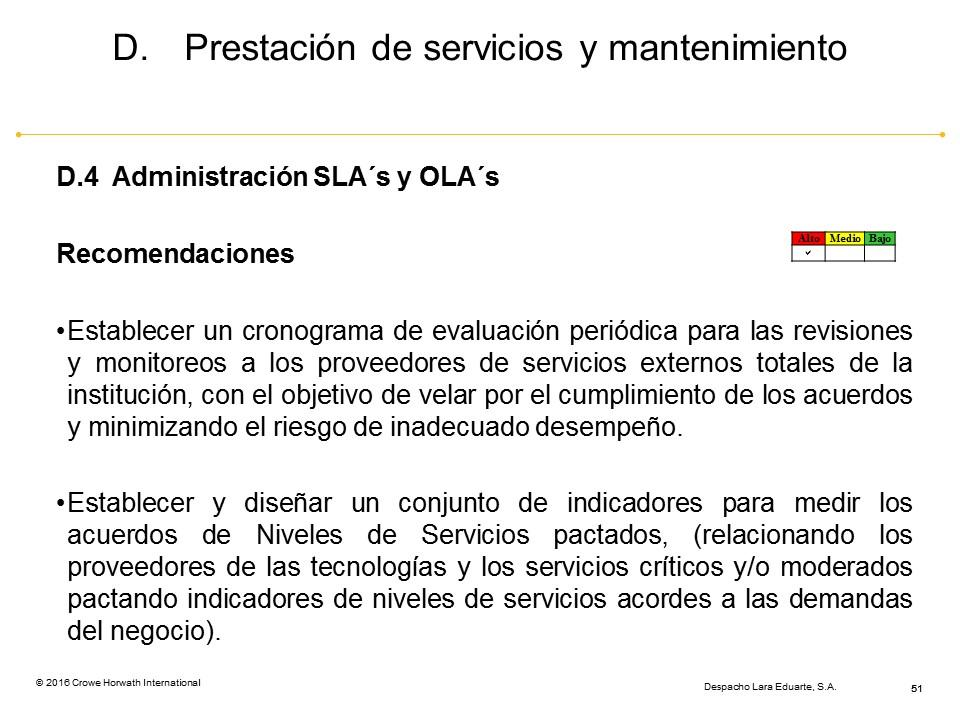 D. Prestación de servicios y mantenimiento
D.4 Administración SLA´s y OLA´s
Recomendaciones
Alto Medio Bajo
✓
•Establecer un cronograma de evaluación periódica para las revisiones
y monitoreos a los proveedores de servicios externos totales de la
institución, con el objetivo de velar por el cumplimiento de los acuerdos
y minimizando el riesgo de inadecuado desempeño.
•Establecer y diseñar un conjunto de indicadores para medir los
acuerdos de Niveles de Servicios pactados, (relacionando los
proveedores de las tecnologías y los servicios críticos y/o moderados
pactando indicadores de niveles de servicios acordes a las demandas
del negocio).
© 2016 Crowe Horwath International
Despacho Lara Eduarte, S.A.
51